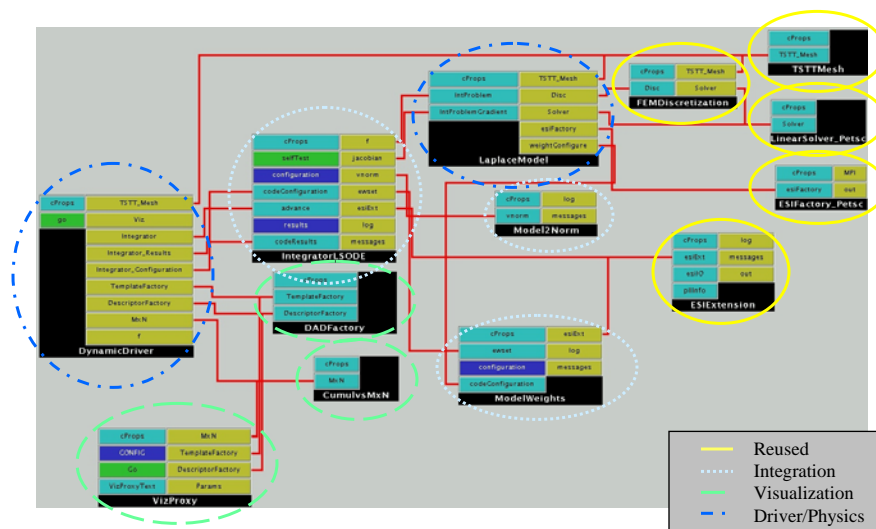 cProps
TSTT_Mesh
TSTTMesh
cProps TSTT_Mesh
Disc Solver
FEMDiscretization
cProps TSTT_Mesh
IntProblem Disc
IntProblemGradient Solver
esiFactory
weightConfigure
LaplaceModel
cProps
Solver
LinearSolver_Petsc
cProps f
selfTest jacobian
configuration vnorm
codeConfiguration ewset
advance esiExt
results log
codeResults messages
IntegratorLSODE
cProps MPI
esiFactory out
ESIFactory_Petsc
cProps log
vnorm messages
Model2Norm
cProps TSTT_Mesh
go Viz
Integrator
Integrator_Results
Integrator_Configuration
TemplateFactory
DescriptorFactory
MxN
f
DynamicDriver
cProps log
esiExt messages
esiIO out
ESIExtension
cProps
TemplateFactory
DescriptorFactory
DADFactory
cProps esiExt
ewset log
configuration messages
codeConfiguration
ModelWeights
cProps
MxN
CumulvsMxN
cProps MxN
CONFIG TemplateFactory
Go DescriptorFactory
VizProxyText Params
VizProxy
Reused
Integration
Visualization
Driver/Physics